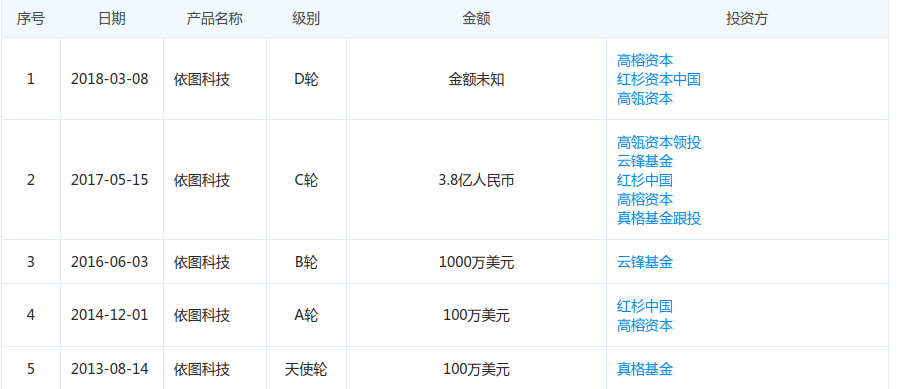 序号 日期 产品名称 级别 金额 投资方
1 2018-03-08 依图科技 D轮 金额未知 高榕资本
红杉资本中国
高瓴资本
2 2017-05-15 依图科技 C轮 3.8亿人民币 高瓴资本领投
云锋基金
红杉中国
高榕资本
真格基金跟投
3 2016-06-03 依图科技 B轮 1000万美元 云锋基金
4 2014-12-01 依图科技 A轮 100万美元 红杉中国
高榕资本
5 2013-08-14 依图科技 天使轮 100万美元 真格基金